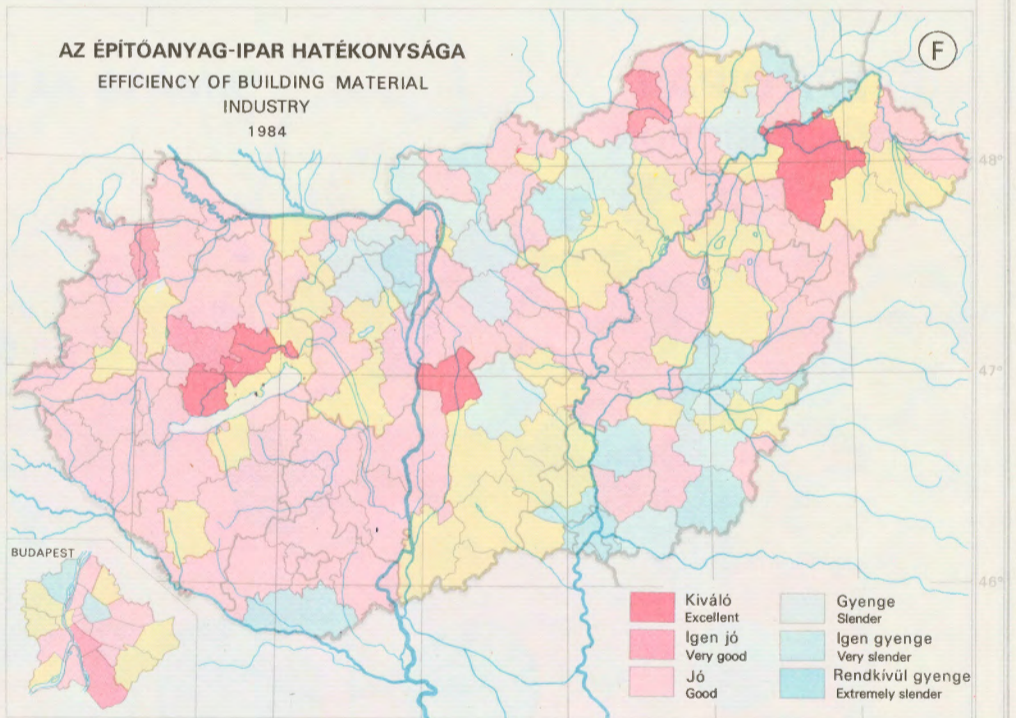 AZ ÉPÍTŐANYAG-IPAR HATÉKONYSÁGA
EFFICIENCY OF BUILDING MATERIAL
INDUSTRY
1984
F
48°
47°
46°
BUDAPEST
Kiváló
Excellent
Igen jó
Very good
Jó
Good
Gyenge
Slender
Igen gyenge
Very slender
Rendkívül gyenge
Extremely slender